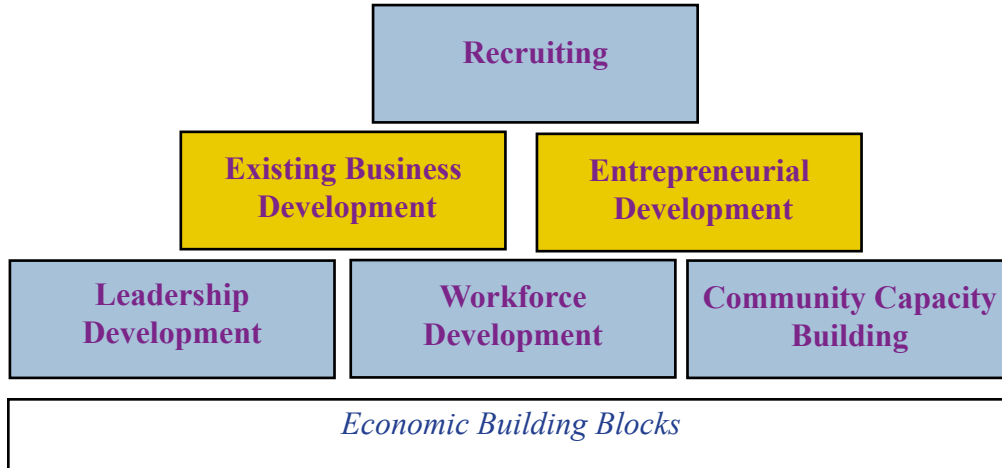 Recruiting
Existing Business
Development
Entrepreneurial
Development
Leadership
Development
Workforce
Development
Community Capacity
Building
Economic Building Blocks